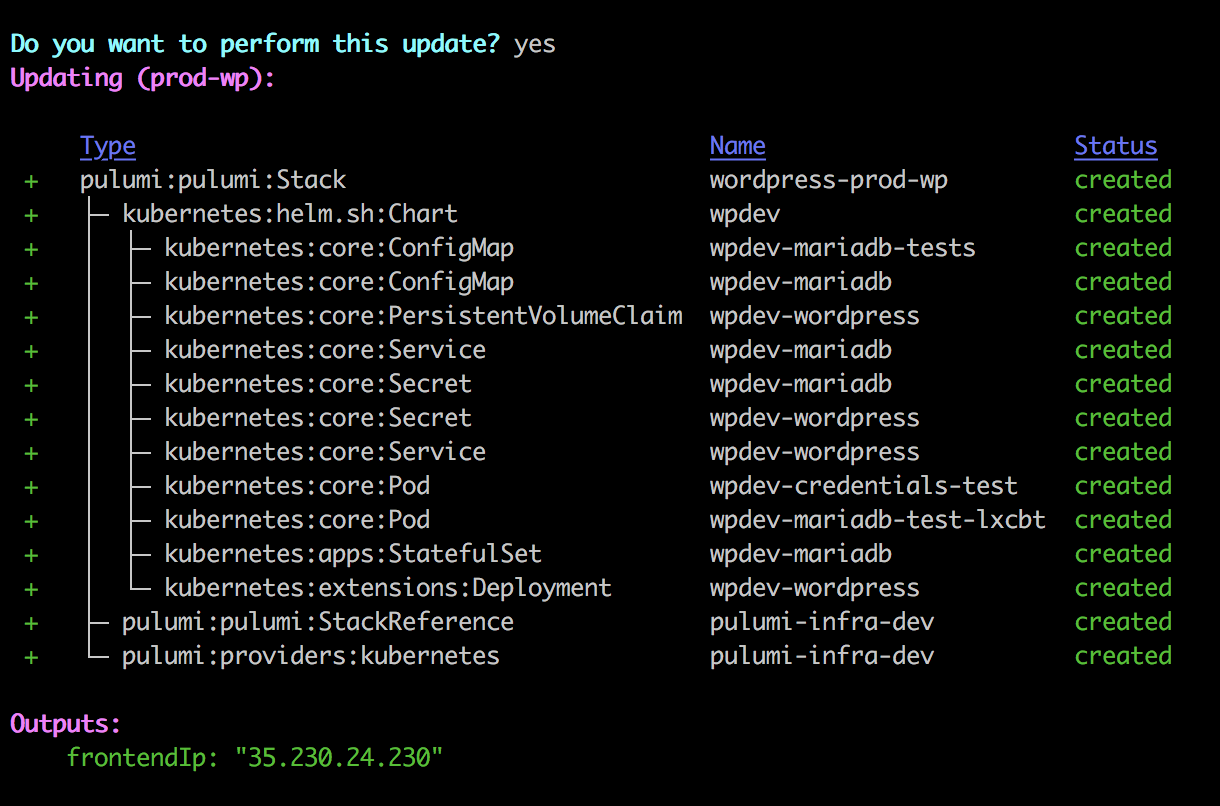 Do you want to perform this update? yes
Updating (prod-wp):
Type Name Status
+ pulumi:pulumi:Stack wordpress-prod-wp created
+ ├─ kubernetes:helm.sh:Chart wpdev created
+ │ ├─ kubernetes:core:ConfigMap wpdev-mariadb-tests created
+ │ ├─ kubernetes:core:ConfigMap wpdev-mariadb created
+ │ ├─ kubernetes:core:PersistentVolumeClaim wpdev-wordpress created
+ │ ├─ kubernetes:core:Service wpdev-mariadb created
+ │ ├─ kubernetes:core:Secret wpdev-mariadb created
+ │ ├─ kubernetes:core:Secret wpdev-wordpress created
+ │ ├─ kubernetes:core:Service wpdev-wordpress created
+ │ ├─ kubernetes:core:Pod wpdev-credentials-test created
+ │ ├─ kubernetes:core:Pod wpdev-mariadb-test-lxcbt created
+ │ ├─ kubernetes:apps:StatefulSet wpdev-mariadb created
+ │ └─ kubernetes:extensions:Deployment wpdev-wordpress created
+ ├─ pulumi:pulumi:StackReference pulumi-infra-dev created
+ └─ pulumi:providers:kubernetes pulumi-infra-dev created
Outputs:
frontendIp: "35.230.24.230"